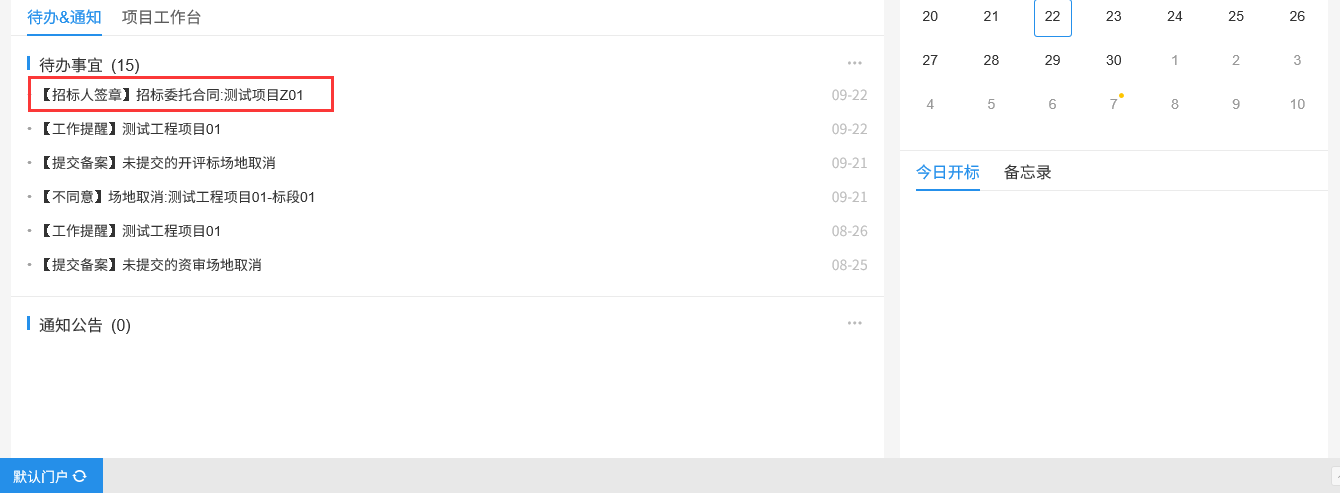 待办&通知 项目工作台
待办事宜 (15)
【招标人签章】招标委托合同:测试项目Z01 09-22
【工作提醒】测试工程项目01 09-22
【提交备案】未提交的开评标场地取消 09-21
【不同意】场地取消:测试工程项目01-标段01 09-21
【工作提醒】测试工程项目01 08-26
【提交备案】未提交的资审场地取消 08-25
通知公告 (0)
20 21 22 23 24 25 26
27 28 29 30 1 2 3
4 5 6 7 8 9 10
今日开标 备忘录
默认门户